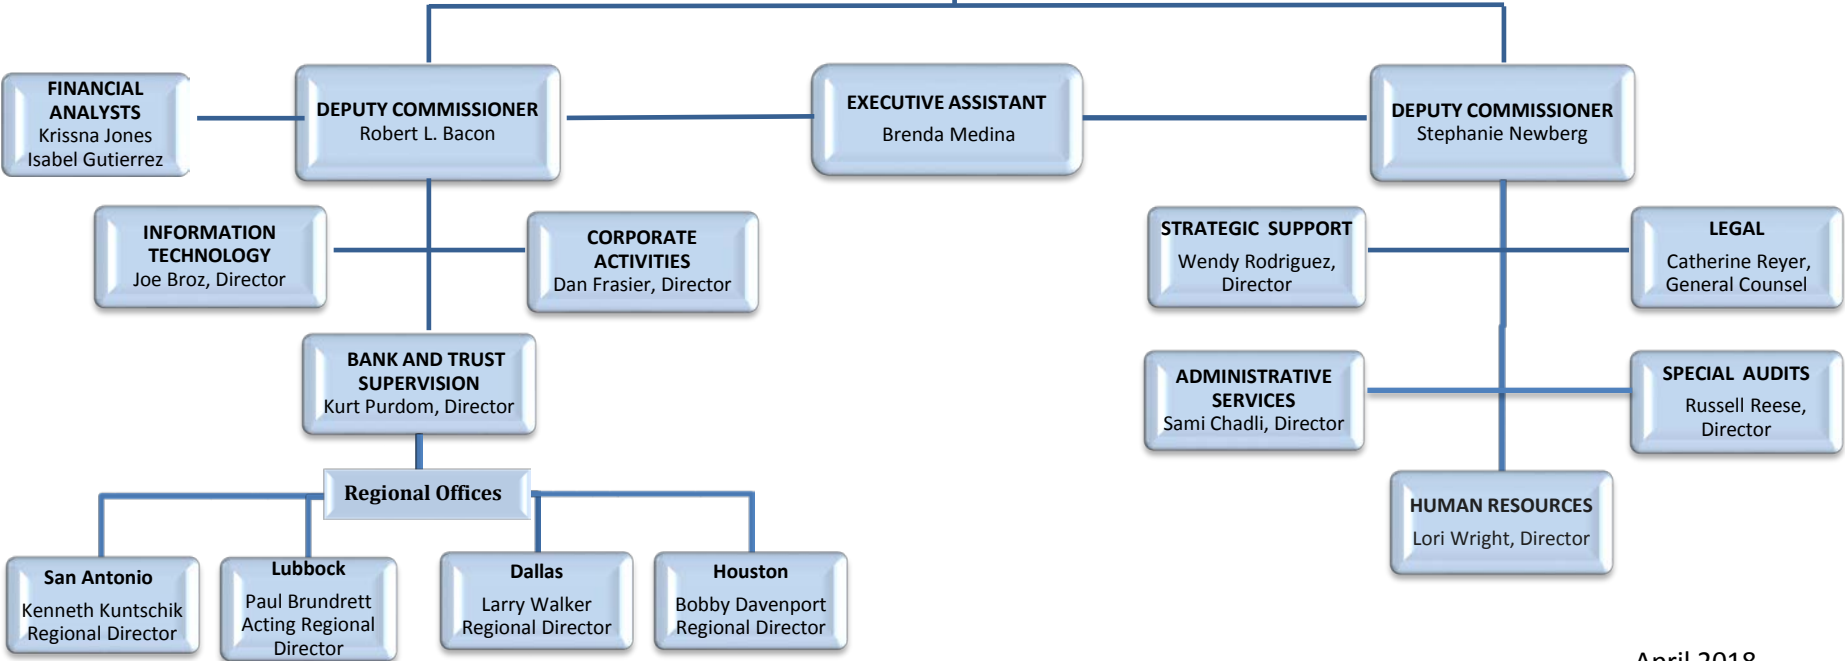 FINANCIAL
ANALYSTS
Krissna Jones
Isabel Gutierrez
DEPUTY COMMISSIONER
Robert L. Bacon
EXECUTIVE ASSISTANT
Brenda Medina
DEPUTY COMMISSIONER
Stephanie Newberg
INFORMATION
TECHNOLOGY
Joe Broz, Director
CORPORATE
ACTIVITIES
Dan Frasier, Director
STRATEGIC SUPPORT
Wendy Rodriguez,
Director
LEGAL
Catherine Reyer,
General Counsel
BANK AND TRUST
SUPERVISION
Kurt Purdom, Director
ADMINISTRATIVE
SERVICES
Sami Chadli, Director
SPECIAL AUDITS
Russell Reese,
Director
Regional Offices
HUMAN RESOURCES
Lori Wright, Director
San Antonio
Kenneth Kuntschik
Regional Director
Lubbock
Paul Brundrett
Acting Regional
Director
Dallas
Larry Walker
Regional Director
Houston
Bobby Davenport
Regional Director
April 2018